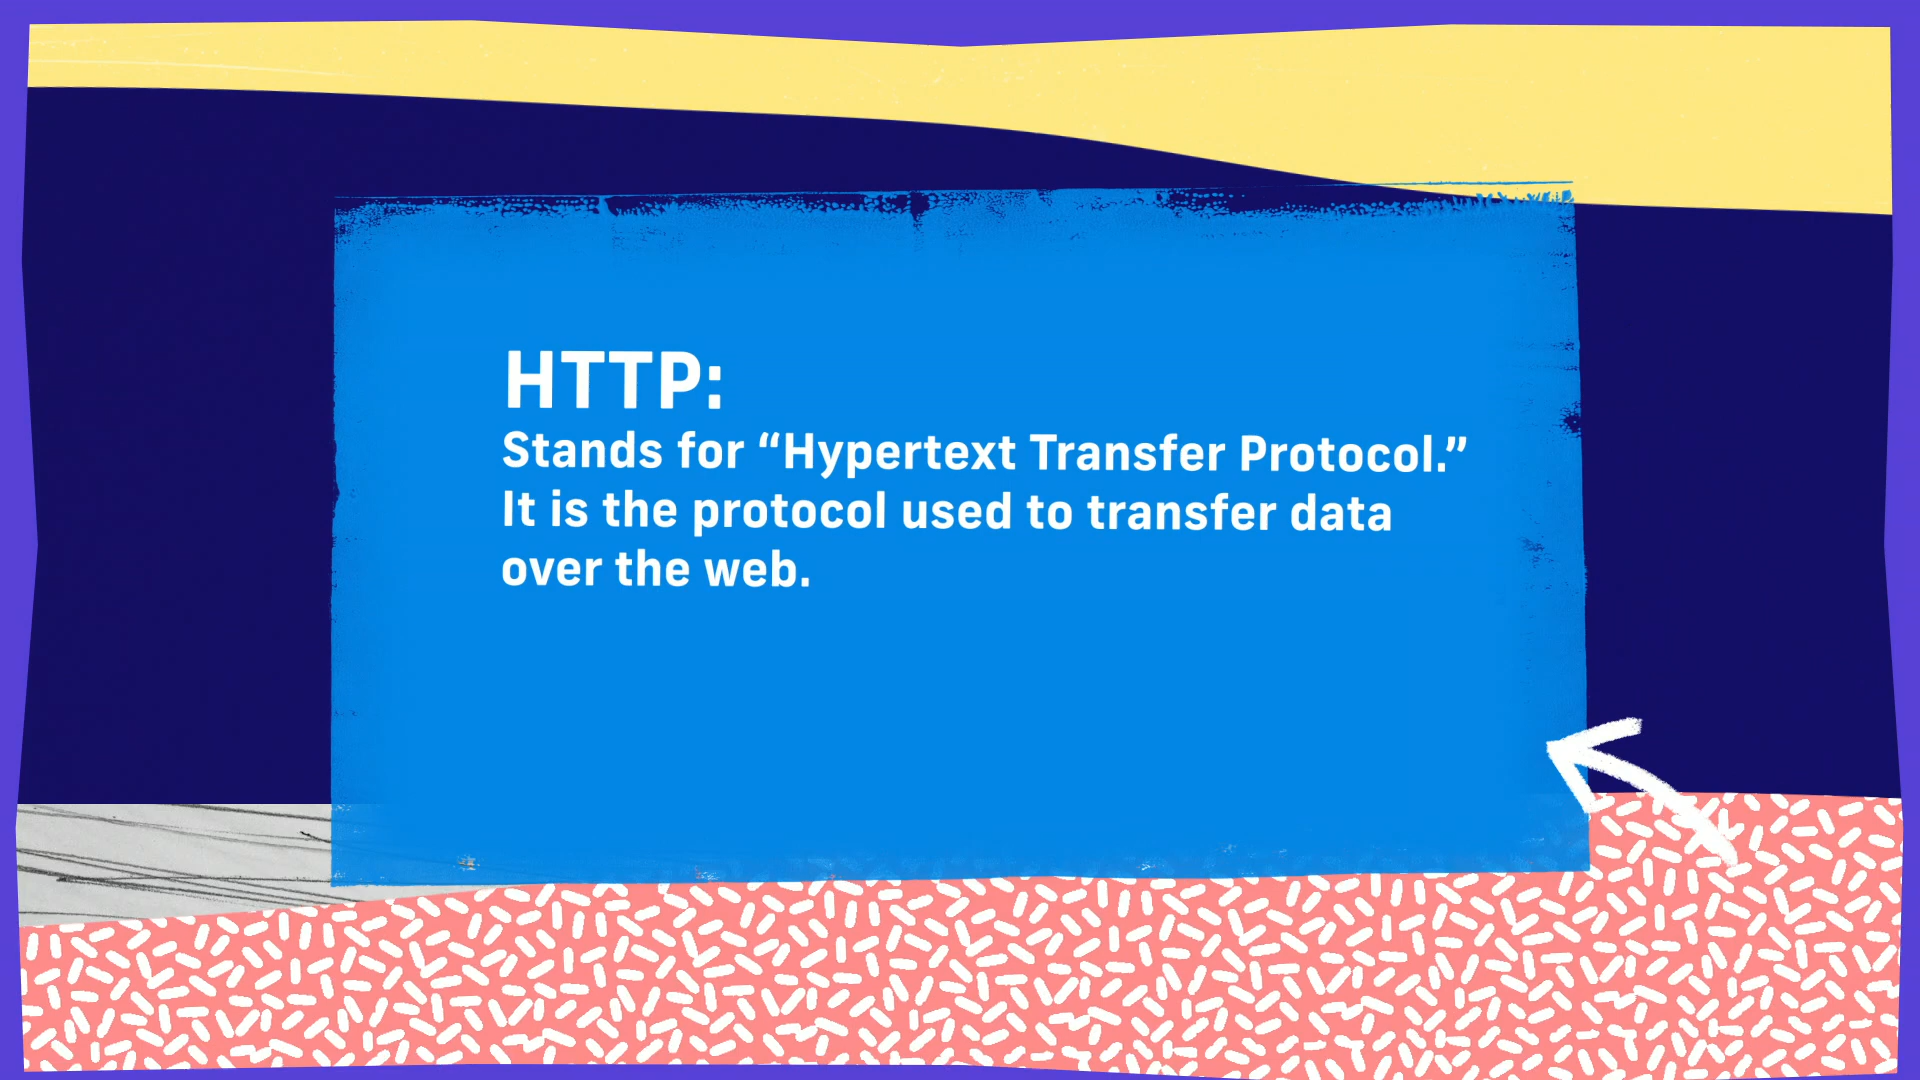 HTTP:
Stands for “Hypertext Transfer Protocol.”
It is the protocol used to transfer data
over the web.